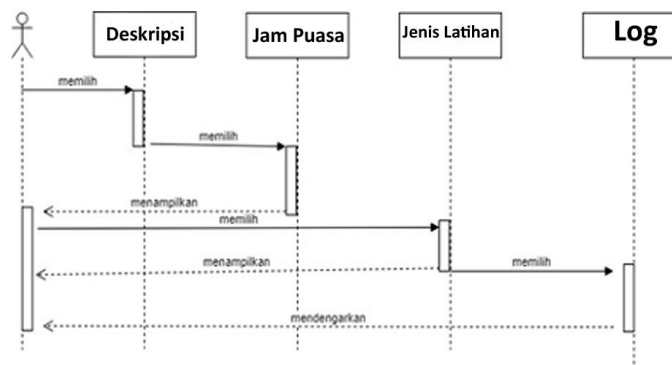 Deskripsi
Jam Puasa
Jenis Latihan
Log
memilih
memilih
menampilkan
memilih
menampilkan
memilih
mendengarkan